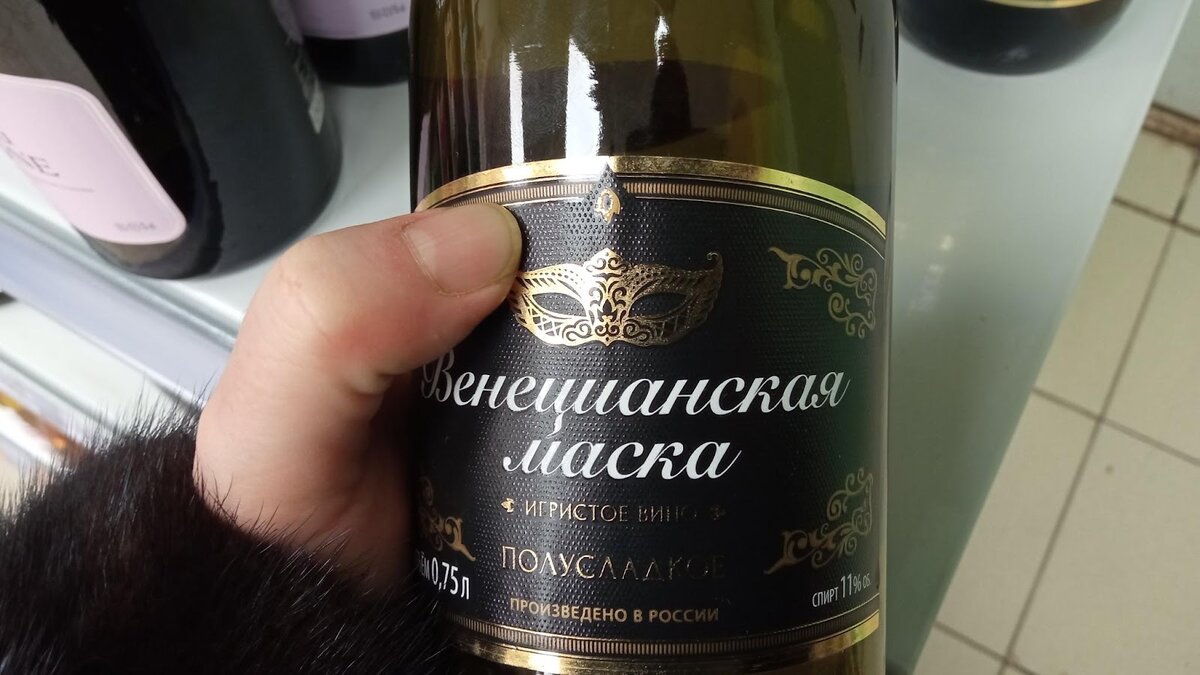 Венецианская
маска
ИГРИСТОЕ ВИНО
ПОЛУСЛАДКОЕ
0,75 Л
СПИРТ 11% об.
ПРОИЗВЕДЕНО В РОССИИ